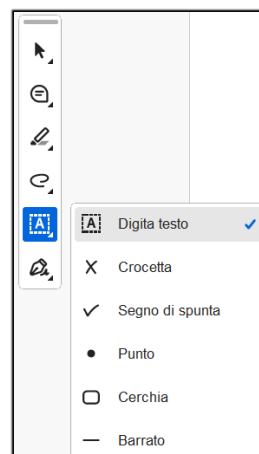 Digita testo
Crocetta
Segno di spunta
Punto
Cerchia
Barrato